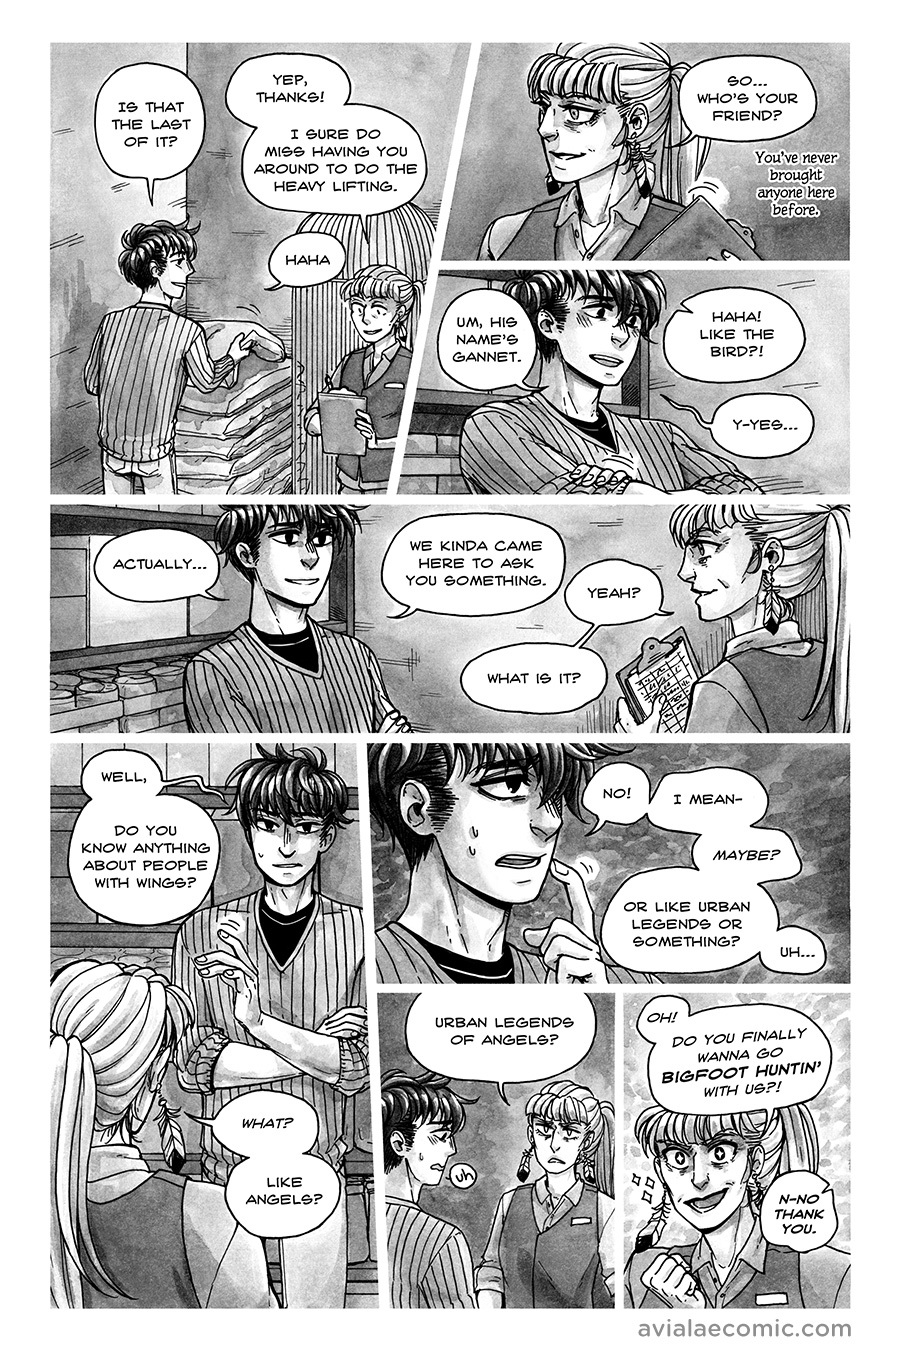 IS THAT
THE LAST
OF IT?
YEP,
THANKS!
I SURE DO
MISS HAVING YOU
AROUND TO DO THE
HEAVY LIFTING.
HAHA
SO...
WHO'S YOUR
FRIEND?
You've never
brought
anyone here
before.
UM, HIS
NAME'S
GANNET.
HAHA!
LIKE THE
BIRD?!
Y-YES...
ACTUALLY...
WE KINDA CAME
HERE TO ASK
YOU SOMETHING.
YEAH?
WHAT IS IT?
WELL,
DO YOU
KNOW ANYTHING
ABOUT PEOPLE
WITH WINGS?
WHAT?
LIKE
ANGELS?
NO!
I MEAN-
MAYBE?
OR LIKE URBAN
LEGENDS OR
SOMETHING?
UH...
URBAN LEGENDS
OF ANGELS?
Uh
OH!
DO YOU FINALLY
WANNA GO
BIGFOOT HUNTIN'
WITH US?!
N-NO
THANK
YOU.
avialaecomic.com